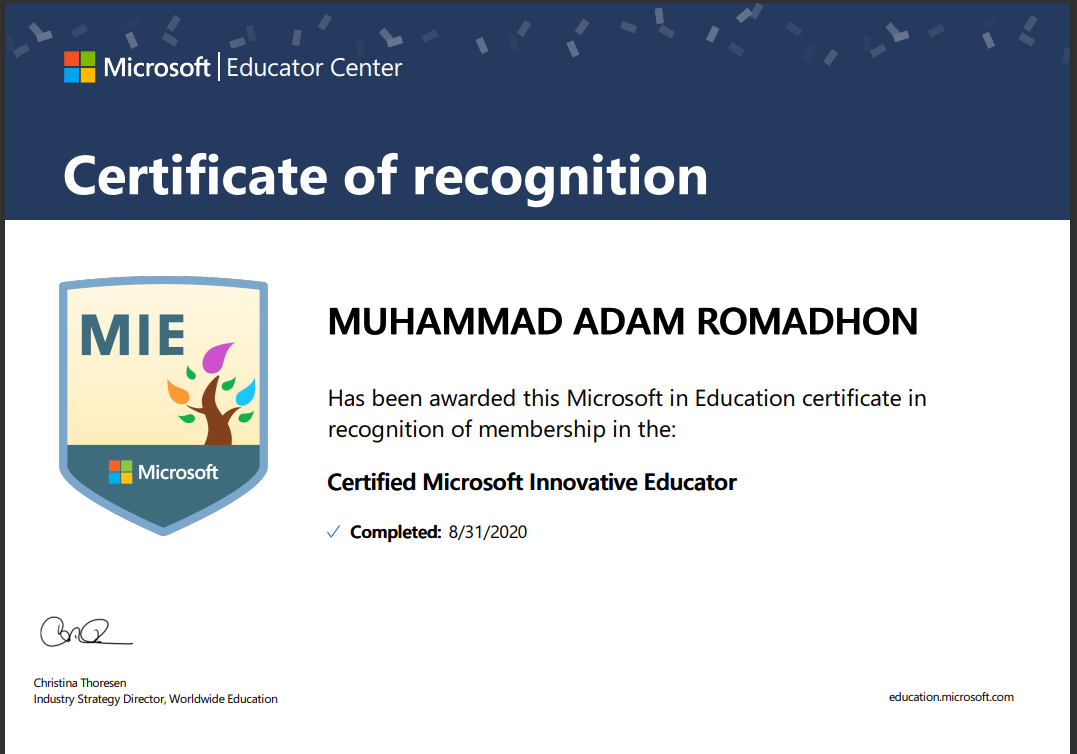 Microsoft | Educator Center
Certificate of recognition
MIE
Microsoft
MUHAMMAD ADAM ROMADHON
Has been awarded this Microsoft in Education certificate in
recognition of membership in the:
Certified Microsoft Innovative Educator
✓ Completed: 8/31/2020
Christina Thoresen
Industry Strategy Director, Worldwide Education
education.microsoft.com